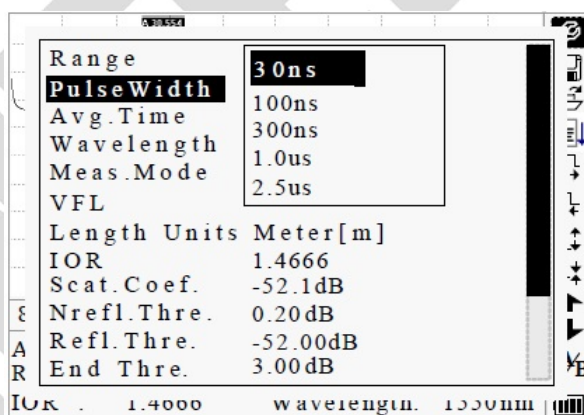 A 30.554
Range
PulseWidth
Avg.Time
Wavelength
Meas.Mode
VFL
30ns
100ns
300ns
1.0us
2.5us
Length Units Meter[m]
IOR 1.4666
Scat.Coef. -52.1dB
Nrefl.Thre. 0.20dB
Refl.Thre. -52.00dB
End Thre. 3.00dB
A
R
IOR : 1.4666 Wavelength: 1550nm